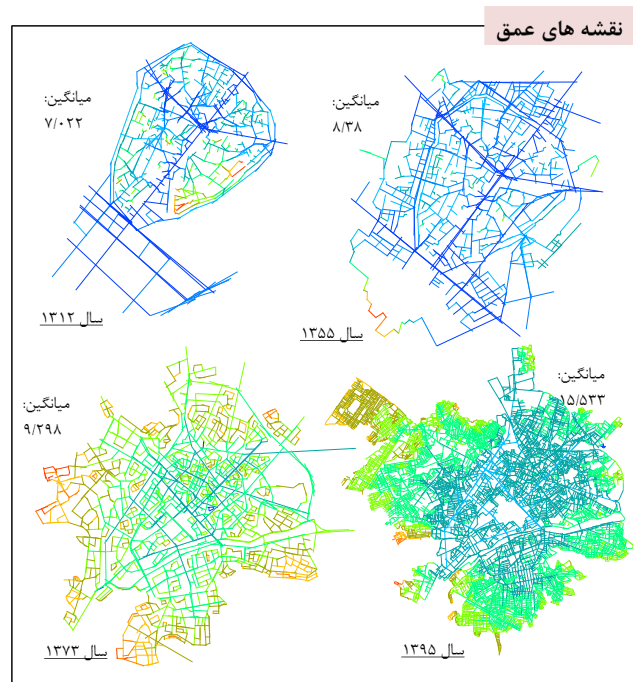 نقشه های عمق
میانگین:
۷/۰۲۲
سال ۱۳۱۲
میانگین:
۸/۳۸
سال ۱۳۵۵
میانگین:
۹/۲۹۸
سال ۱۳۷۳
میانگین:
۱۵/۵۳۳
سال ۱۳۹۵